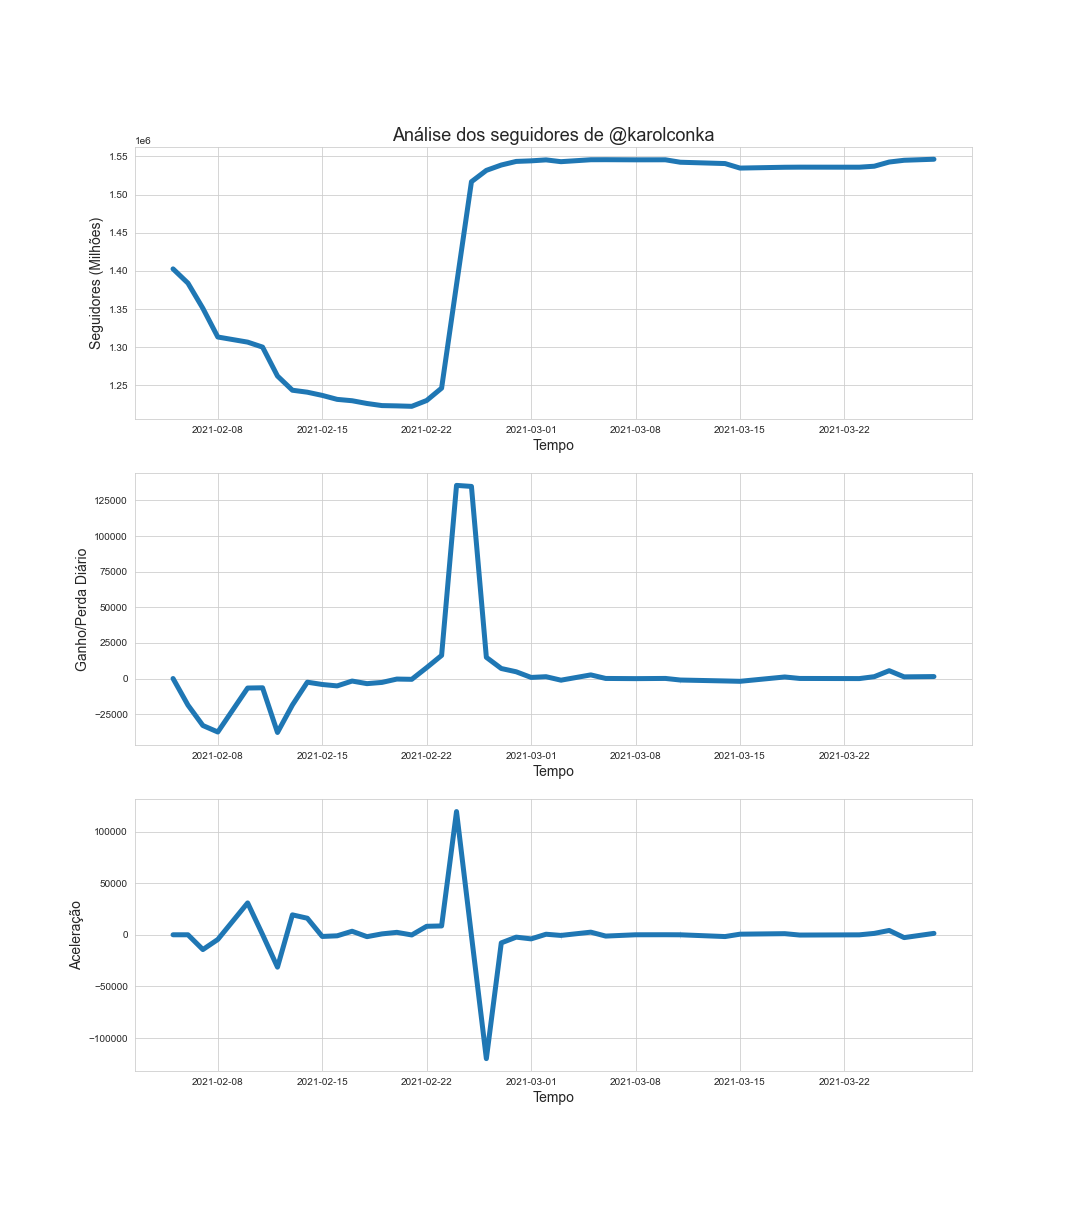 Análise dos seguidores de @karolconka
1e6
1.55
1.50
1.45
1.40
1.35
1.30
1.25
Seguidores (Milhões)
2021-02-08 2021-02-15 2021-02-22 2021-03-01 2021-03-08 2021-03-15 2021-03-22
Tempo
125000
100000
75000
50000
25000
0
−25000
Ganho/Perda Diário
2021-02-08 2021-02-15 2021-02-22 2021-03-01 2021-03-08 2021-03-15 2021-03-22
Tempo
100000
50000
0
−50000
−100000
Aceleração
2021-02-08 2021-02-15 2021-02-22 2021-03-01 2021-03-08 2021-03-15 2021-03-22
Tempo